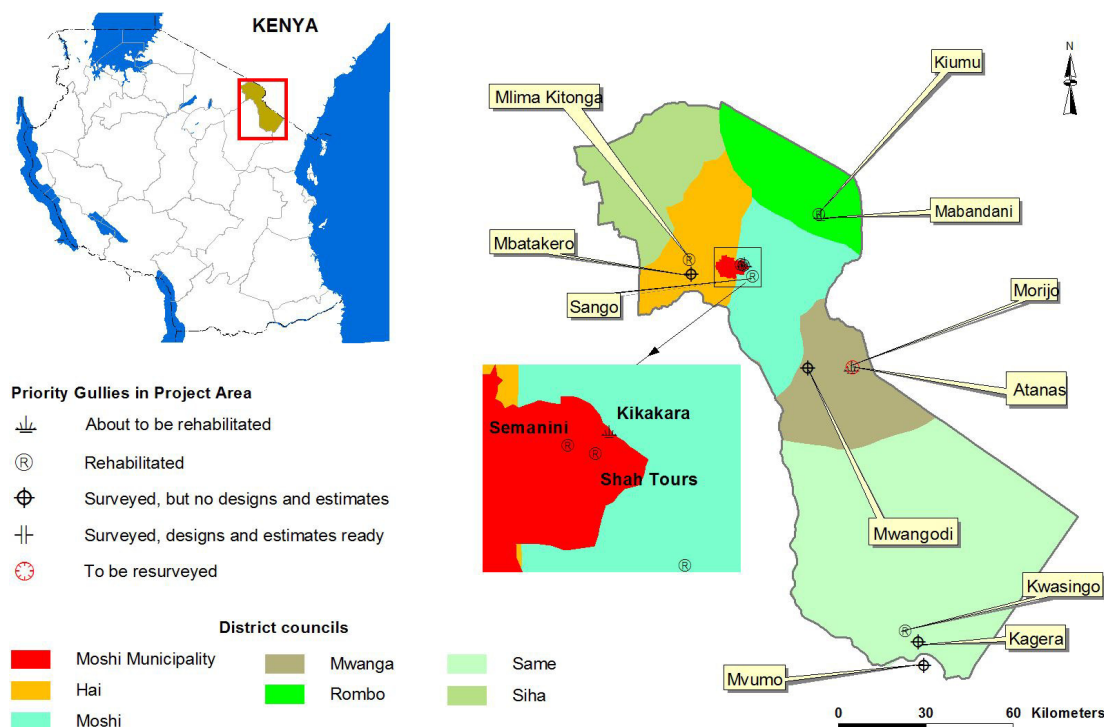 KENYA
N
Kiumu
Mlima Kitonga
Mabandani
Mbatakero
Sango
Morijo
Atanas
Priority Gullies in Project Area
About to be rehabilitated
R Rehabilitated
Surveyed, but no designs and estimates
Surveyed, designs and estimates ready
To be resurveyed
Semanini
Kikakara
R
R
Shah Tours
R
R
R
R
R
Mwangodi
Kwasingo
R
Kagera
Mvumo
District councils
Moshi Municipality
Hai
Moshi
Mwanga
Rombo
Same
Siha
0 30 60 Kilometers